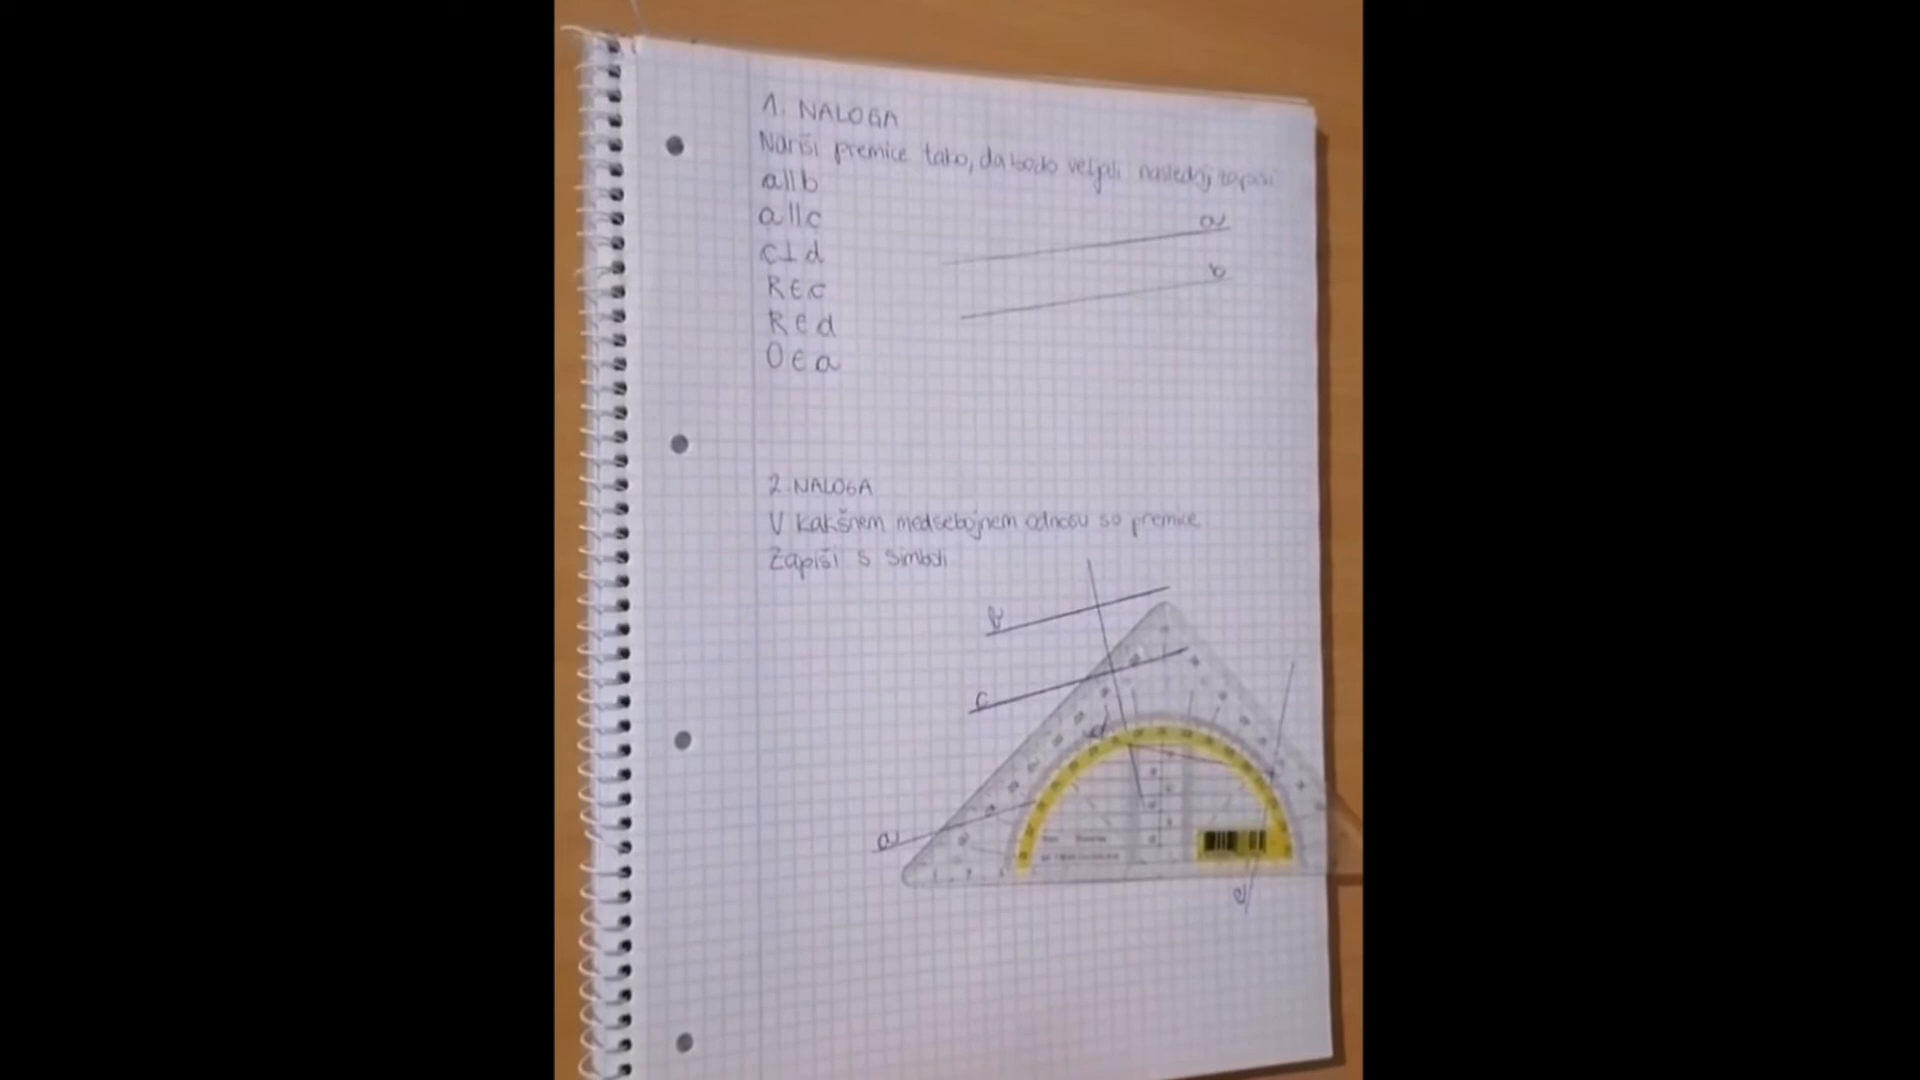 1. NALOGA
Nariši premice tako, da bodo veljali naslednji zapisi
a||b
a||c
c⊥d
R∈c
R∈d
O∈a
a
b
2. NALOGA
V kakšnem medsebojnem odnosu so premice
Zapiši s simboli
b
c
d
a
e